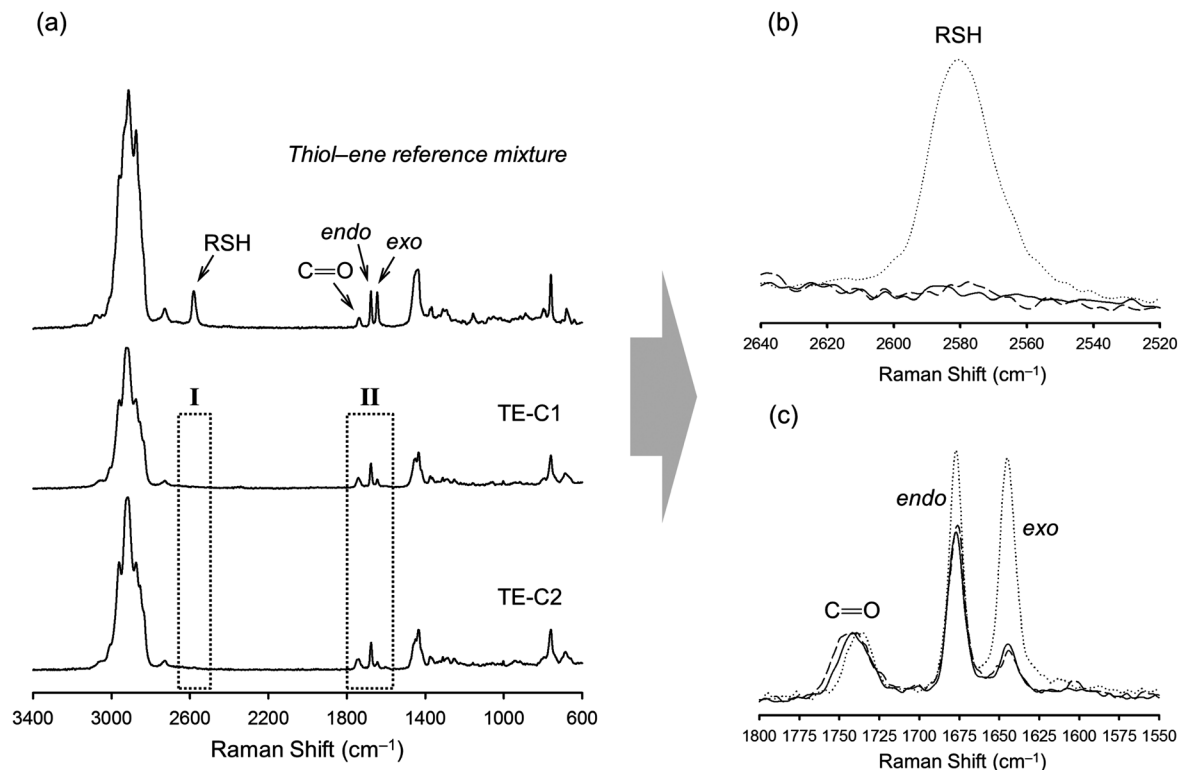 (a)
Thiol–ene reference mixture
RSH
C=O
endo
exo
I
II
TE-C1
TE-C2
3400 3000 2600 2200 1800 1400 1000 600
Raman Shift (cm⁻¹)
(b)
RSH
2640 2620 2600 2580 2560 2540 2520
Raman Shift (cm⁻¹)
(c)
endo
exo
C=O
1800 1775 1750 1725 1700 1675 1650 1625 1600 1575 1550
Raman Shift (cm⁻¹)